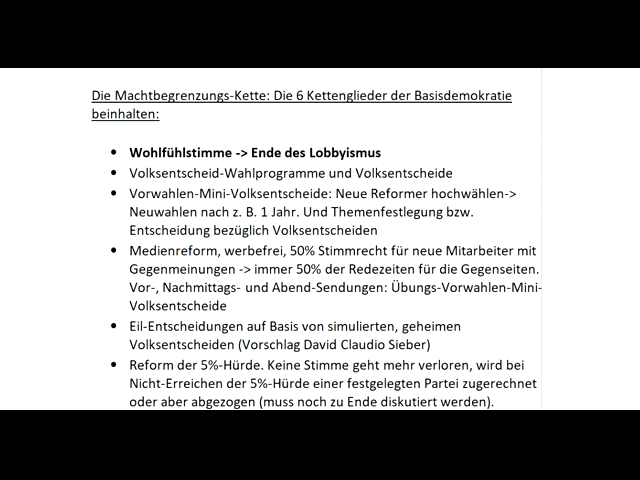 Die Machtbegrenzungs-Kette: Die 6 Kettenglieder der Basisdemokratie
beinhalten:
• Wohlfühlstimme -> Ende des Lobbyismus
• Volksentscheid-Wahlprogramme und Volksentscheide
• Vorwahlen-Mini-Volksentscheide: Neue Reformer hochwählen->
Neuwahlen nach z. B. 1 Jahr. Und Themenfestlegung bzw.
Entscheidung bezüglich Volksentscheiden
• Medienreform, werbefrei, 50% Stimmrecht für neue Mitarbeiter mit
Gegenmeinungen -> immer 50% der Redezeiten für die Gegenseiten.
Vor-, Nachmittags- und Abend-Sendungen: Übungs-Vorwahlen-Mini-
Volksentscheide
• Eil-Entscheidungen auf Basis von simulierten, geheimen
Volksentscheiden (Vorschlag David Claudio Sieber)
• Reform der 5%-Hürde. Keine Stimme geht mehr verloren, wird bei
Nicht-Erreichen der 5%-Hürde einer festgelegten Partei zugerechnet
oder aber abgezogen (muss noch zu Ende diskutiert werden).